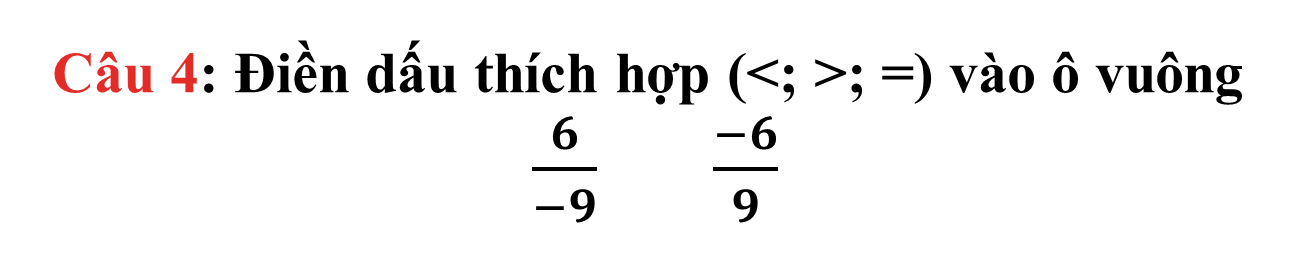 Câu 4: Điền dấu thích hợp (<; >; =) vào ô vuông
6/−9 −6/9